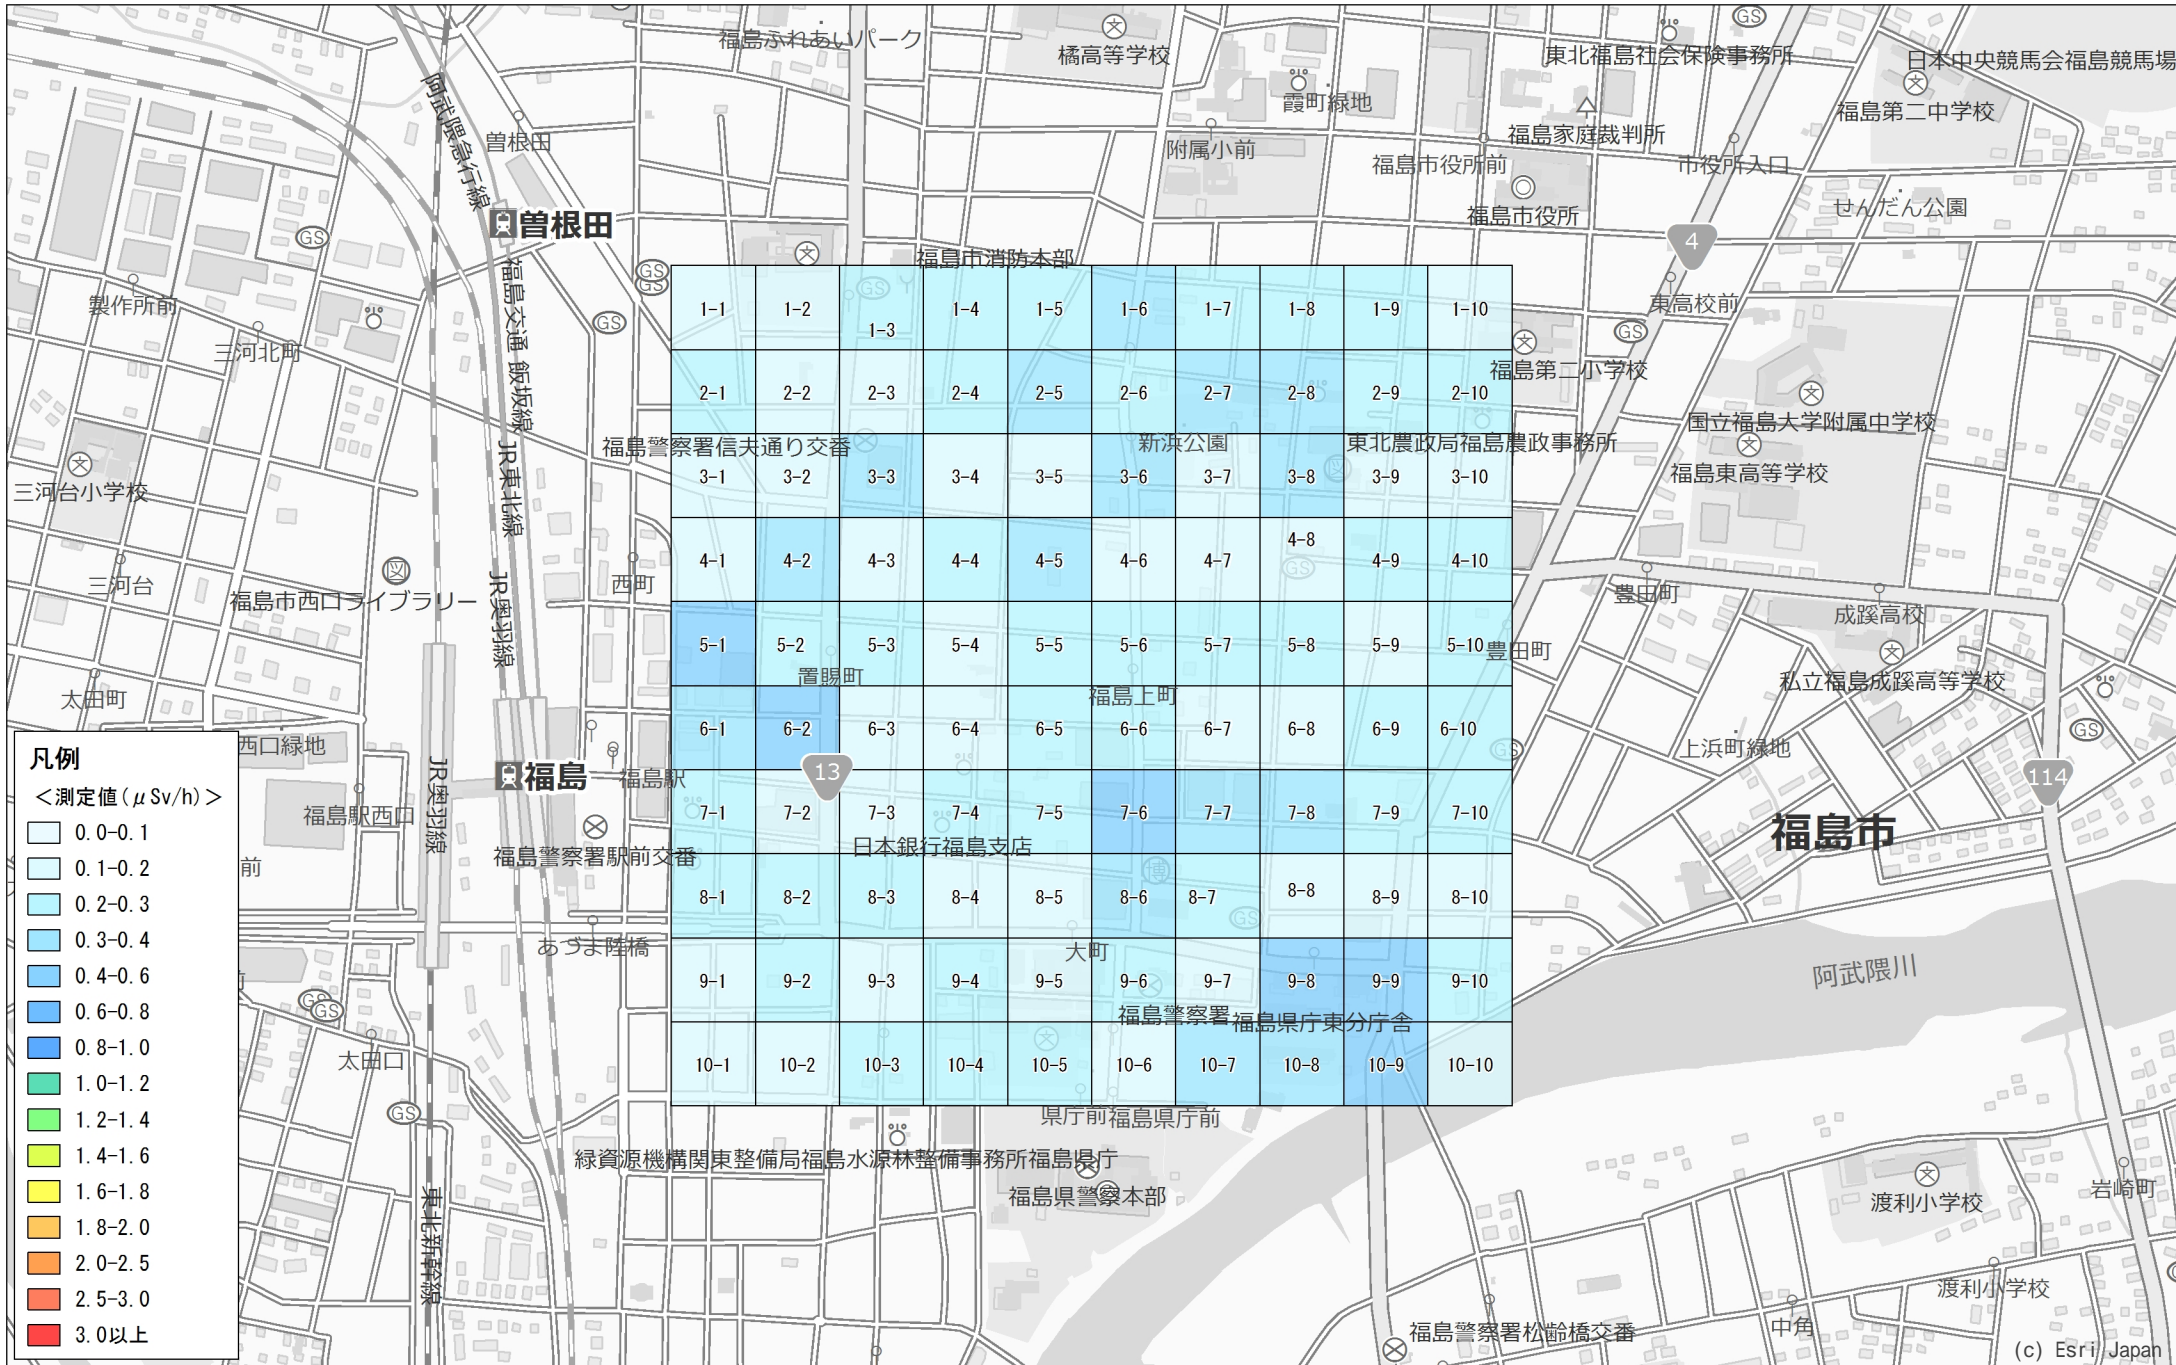 福島ふれあいパーク
橘高等学校
GS
東北福島社会保険事務所
日本中央競馬会福島競馬場
文
霞町緑地
福島第二中学校
阿武隈急行線
曽根田
附属小前
福島家庭裁判所
福島市役所前
市役所入口
福島市役所
せんだん公園
曽根田
GS
4
製作所前
福島交通 飯坂線
GS
GS
福島市消防本部
GS
東高校前
GS
三河北町
GS
文
福島第二小学校
国立福島大学附属中学校
福島東高等学校
文
三河台小学校
JR東北線
福島警察署信夫通り交番
新浜公園
東北農政局福島農政事務所
図
三河台
福島市西口ライブラリー
JR奥羽線
西町
GS
豊田町
成蹊高校
太田町
置賜町
福島上町
豊田町
私立福島成蹊高等学校
西口緑地
福島
福島駅
13
GS
上浜町緑地
GS
114
福島駅西口
JR奥羽線
福島警察署駅前交番
日本銀行福島支店
福島市
前
博
GS
あづま陸橋
大町
阿武隈川
GS
GS
福島警察署
福島県庁東分庁舎
太田口
GS
県庁前
福島県庁前
緑資源機構関東整備局福島水源林整備事務所
福島県庁
福島県警察本部
東北新幹線
渡利小学校
岩崎町
渡利小学校
中角
福島警察署松齢橋交番
1-1 1-2 1-3 1-4 1-5 1-6 1-7 1-8 1-9 1-10
2-1 2-2 2-3 2-4 2-5 2-6 2-7 2-8 2-9 2-10
3-1 3-2 3-3 3-4 3-5 3-6 3-7 3-8 3-9 3-10
4-1 4-2 4-3 4-4 4-5 4-6 4-7 4-8 4-9 4-10
5-1 5-2 5-3 5-4 5-5 5-6 5-7 5-8 5-9 5-10
6-1 6-2 6-3 6-4 6-5 6-6 6-7 6-8 6-9 6-10
7-1 7-2 7-3 7-4 7-5 7-6 7-7 7-8 7-9 7-10
8-1 8-2 8-3 8-4 8-5 8-6 8-7 8-8 8-9 8-10
9-1 9-2 9-3 9-4 9-5 9-6 9-7 9-8 9-9 9-10
10-1 10-2 10-3 10-4 10-5 10-6 10-7 10-8 10-9 10-10
凡例
＜測定値(μSv/h)＞
0.0-0.1
0.1-0.2
0.2-0.3
0.3-0.4
0.4-0.6
0.6-0.8
0.8-1.0
1.0-1.2
1.2-1.4
1.4-1.6
1.6-1.8
1.8-2.0
2.0-2.5
2.5-3.0
3.0以上
(c) Esri Japan